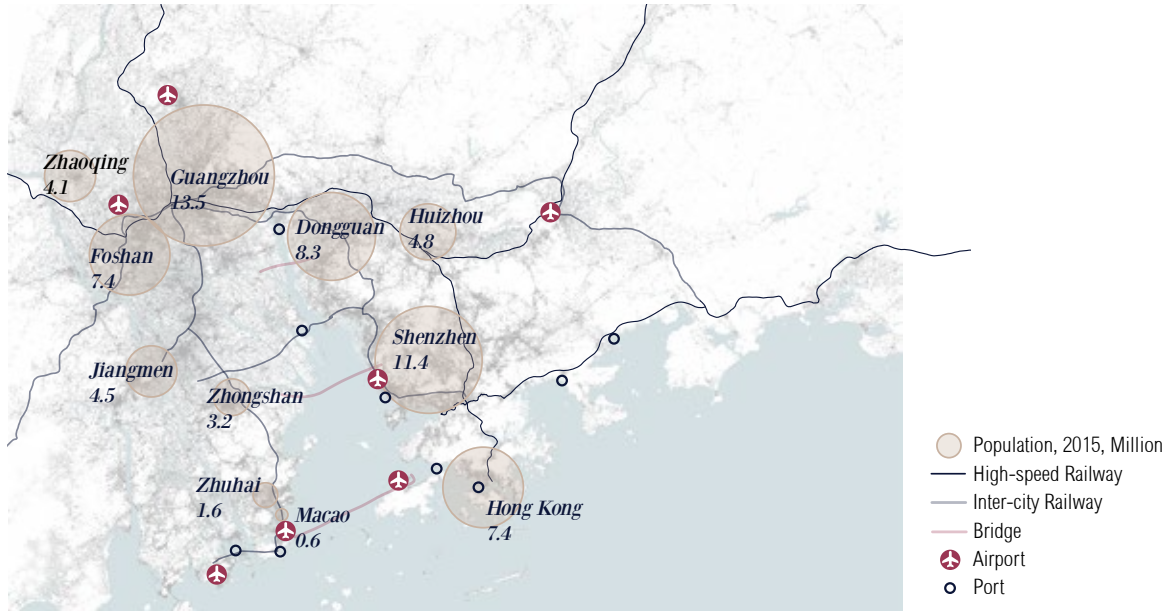 Zhaoqing
4.1
Guangzhou
13.5
Huizhou
4.8
Dongguan
8.3
Foshan
7.4
Shenzhen
11.4
Jiangmen
4.5
Zhongshan
3.2
Zhuhai
1.6
Macao
0.6
Hong Kong
7.4
Population, 2015, Million
High-speed Railway
Inter-city Railway
Bridge
Airport
Port